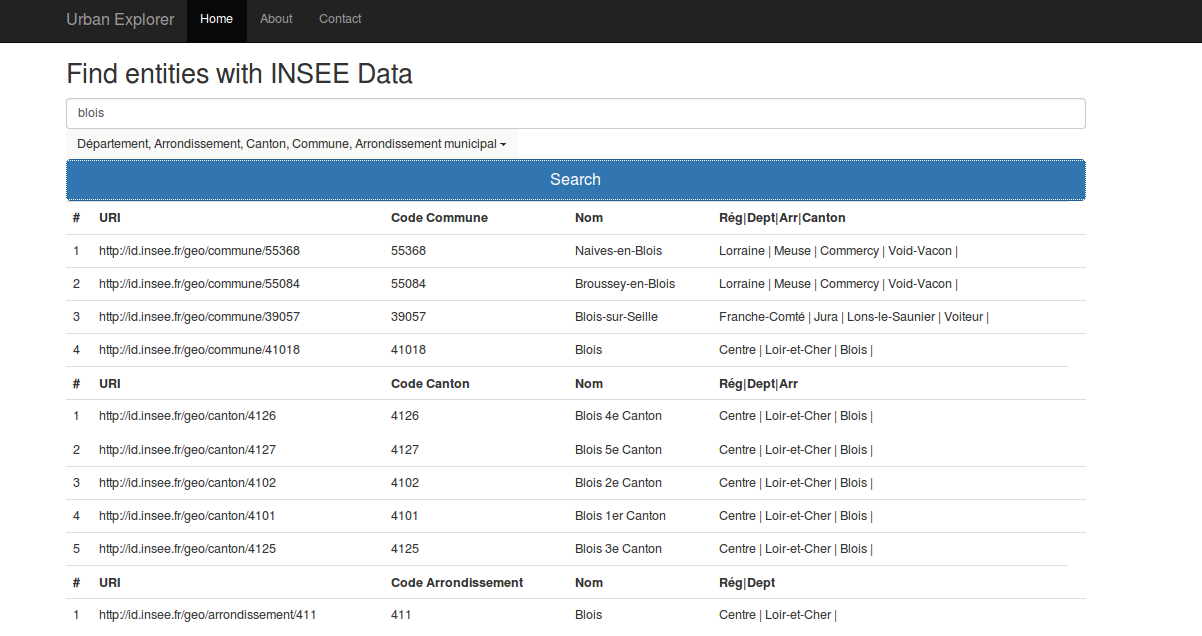 Urban Explorer Home About Contact
Find entities with INSEE Data
blois
Département, Arrondissement, Canton, Commune, Arrondissement municipal
Search
# URI Code Commune Nom Rég|Dept|Arr|Canton
1 http://id.insee.fr/geo/commune/55368 55368 Naives-en-Blois Lorraine | Meuse | Commercy | Void-Vacon |
2 http://id.insee.fr/geo/commune/55084 55084 Broussey-en-Blois Lorraine | Meuse | Commercy | Void-Vacon |
3 http://id.insee.fr/geo/commune/39057 39057 Blois-sur-Seille Franche-Comté | Jura | Lons-le-Saunier | Voiteur |
4 http://id.insee.fr/geo/commune/41018 41018 Blois Centre | Loir-et-Cher | Blois |
# URI Code Canton Nom Rég|Dept|Arr
1 http://id.insee.fr/geo/canton/4126 4126 Blois 4e Canton Centre | Loir-et-Cher | Blois |
2 http://id.insee.fr/geo/canton/4127 4127 Blois 5e Canton Centre | Loir-et-Cher | Blois |
3 http://id.insee.fr/geo/canton/4102 4102 Blois 2e Canton Centre | Loir-et-Cher | Blois |
4 http://id.insee.fr/geo/canton/4101 4101 Blois 1er Canton Centre | Loir-et-Cher | Blois |
5 http://id.insee.fr/geo/canton/4125 4125 Blois 3e Canton Centre | Loir-et-Cher | Blois |
# URI Code Arrondissement Nom Rég|Dept
1 http://id.insee.fr/geo/arrondissement/411 411 Blois Centre | Loir-et-Cher |